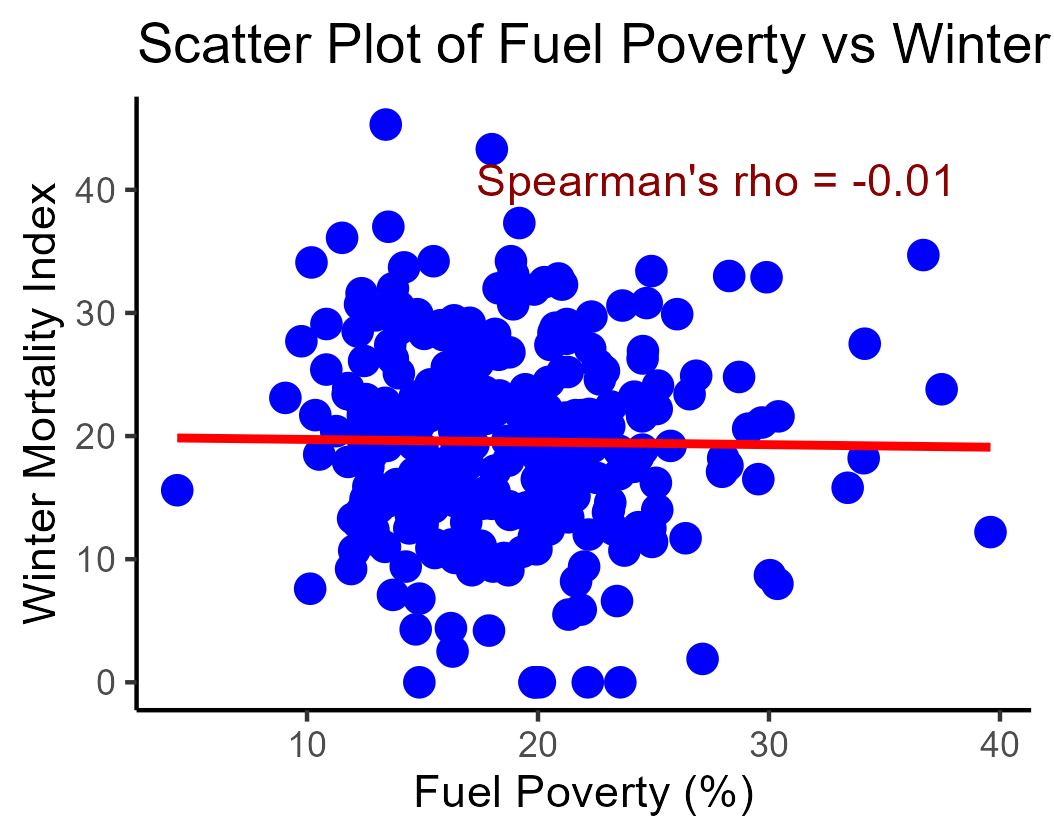 Scatter Plot of Fuel Poverty vs Winter
Spearman's rho = -0.01
Winter Mortality Index
40
30
20
10
0
10 20 30 40
Fuel Poverty (%)